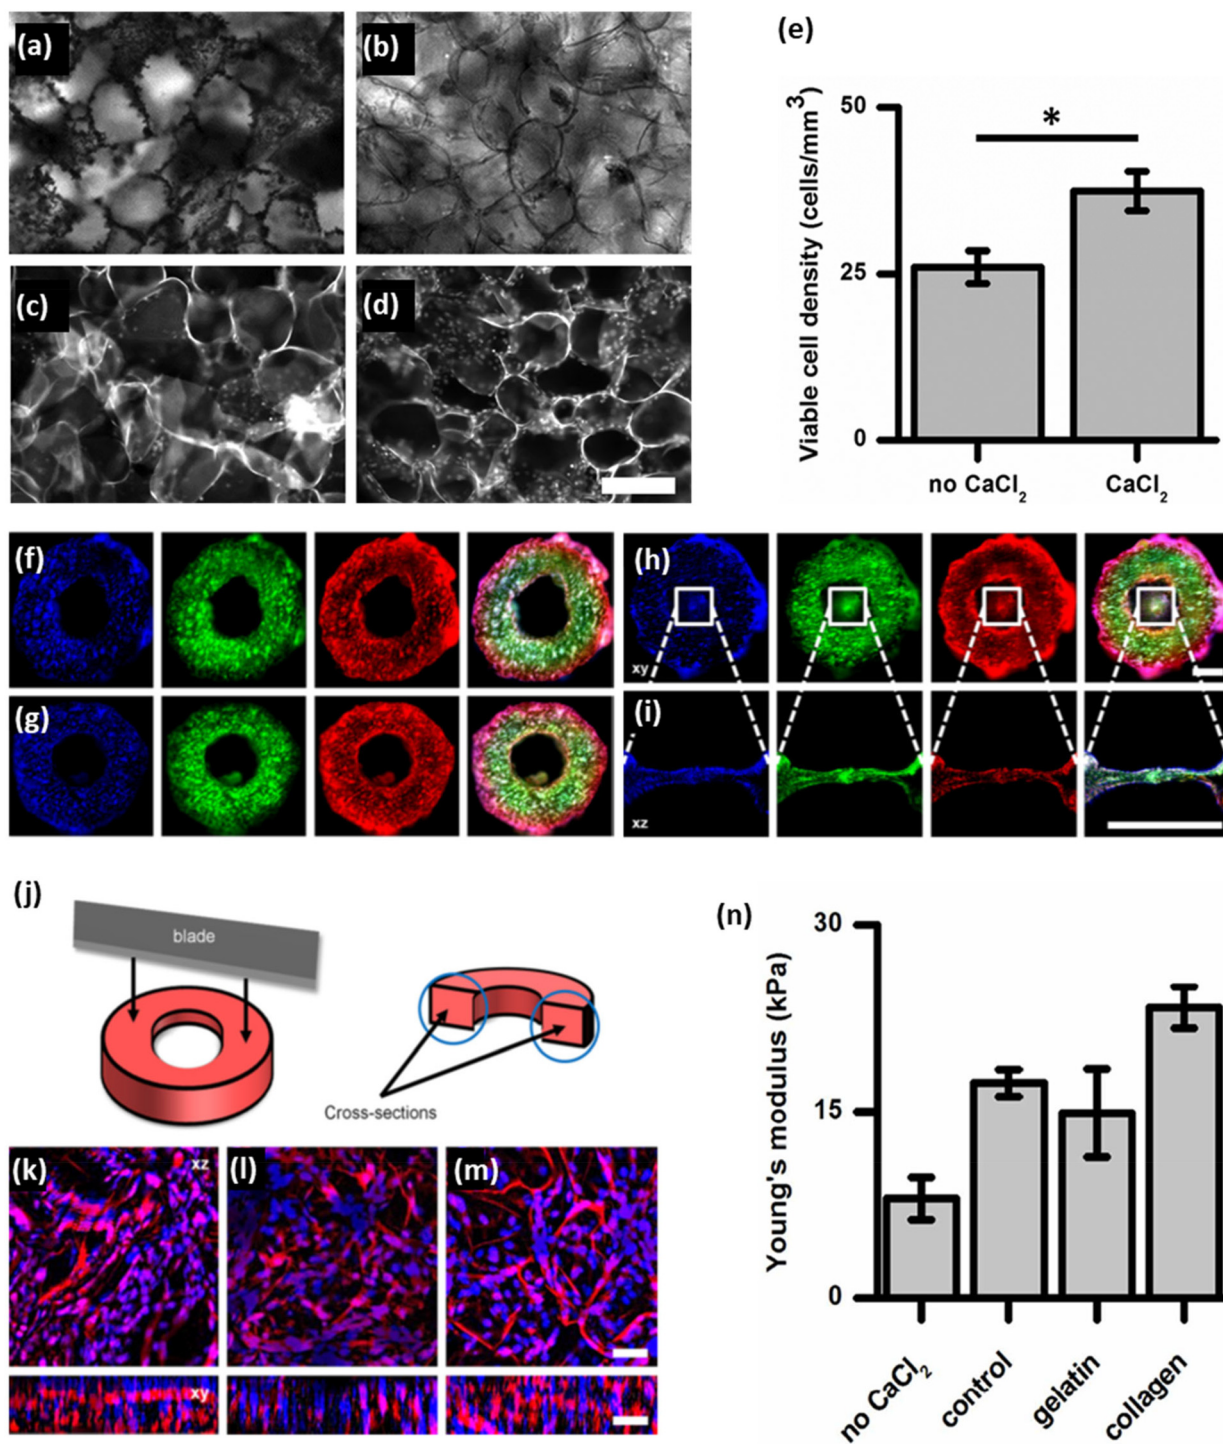 (a)
(b)
(c)
(d)
(e)
Viable cell density (cells/mm³)
50
25
0
*
no CaCl₂
CaCl₂
(f)
(g)
(h)
xy
(i)
xz
(j)
blade
Cross-sections
(k)
xz
(l)
(m)
xy
(n)
Young's modulus (kPa)
30
15
0
no CaCl₂
control
gelatin
collagen